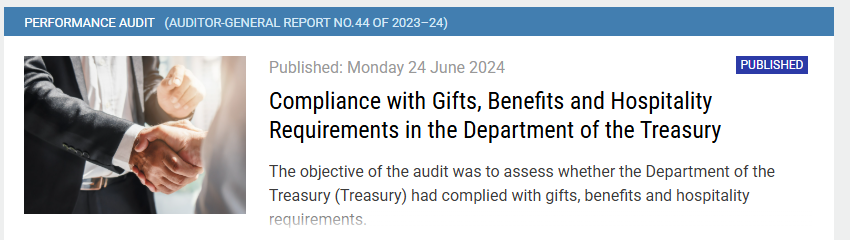 PERFORMANCE AUDIT (AUDITOR-GENERAL REPORT NO.44 OF 2023–24)
Published: Monday 24 June 2024
PUBLISHED
Compliance with Gifts, Benefits and Hospitality
Requirements in the Department of the Treasury
The objective of the audit was to assess whether the Department of the
Treasury (Treasury) had complied with gifts, benefits and hospitality
requirements.